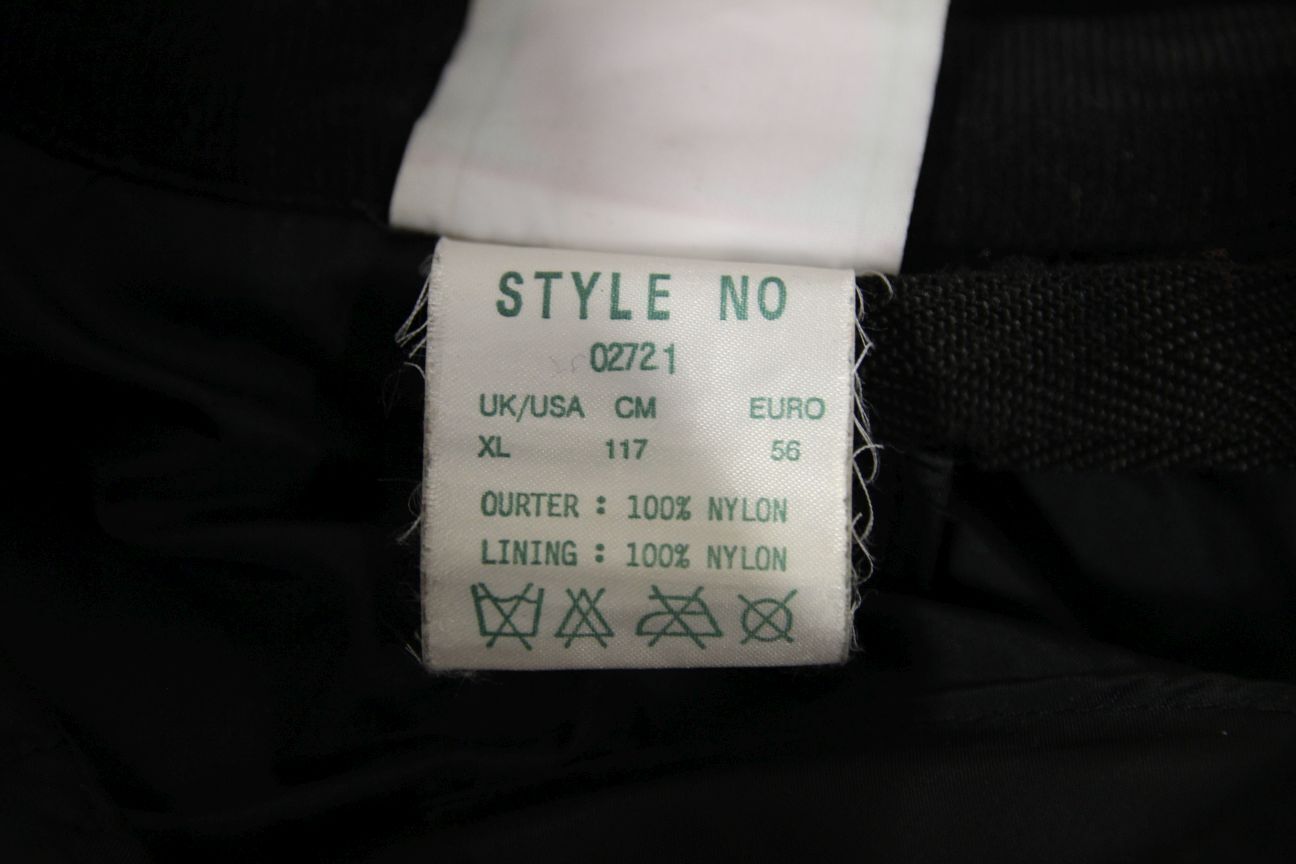 STYLE NO
02721
UK/USA CM EURO
XL 117 56
OURTER : 100% NYLON
LINING : 100% NYLON